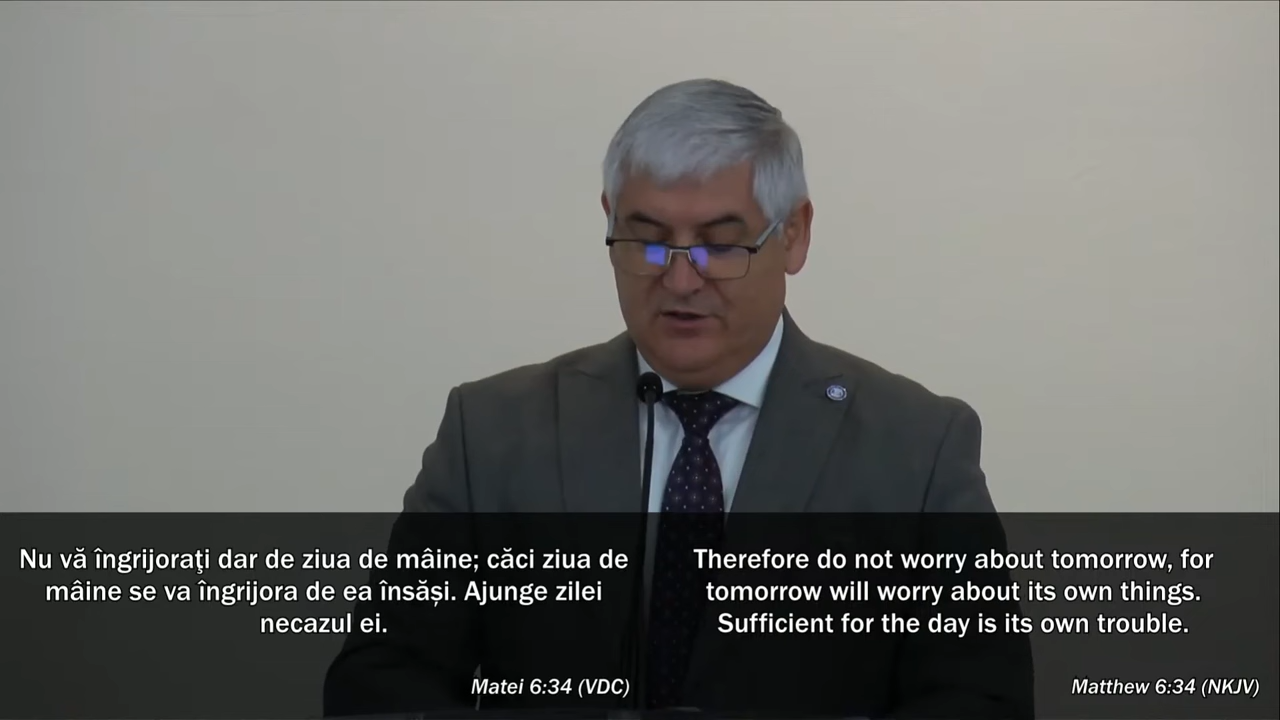 Nu vă îngrijoraţi dar de ziua de mâine; căci ziua de
mâine se va îngrijora de ea însăși. Ajunge zilei
necazul ei.
Matei 6:34 (VDC)
Therefore do not worry about tomorrow, for
tomorrow will worry about its own things.
Sufficient for the day is its own trouble.
Matthew 6:34 (NKJV)